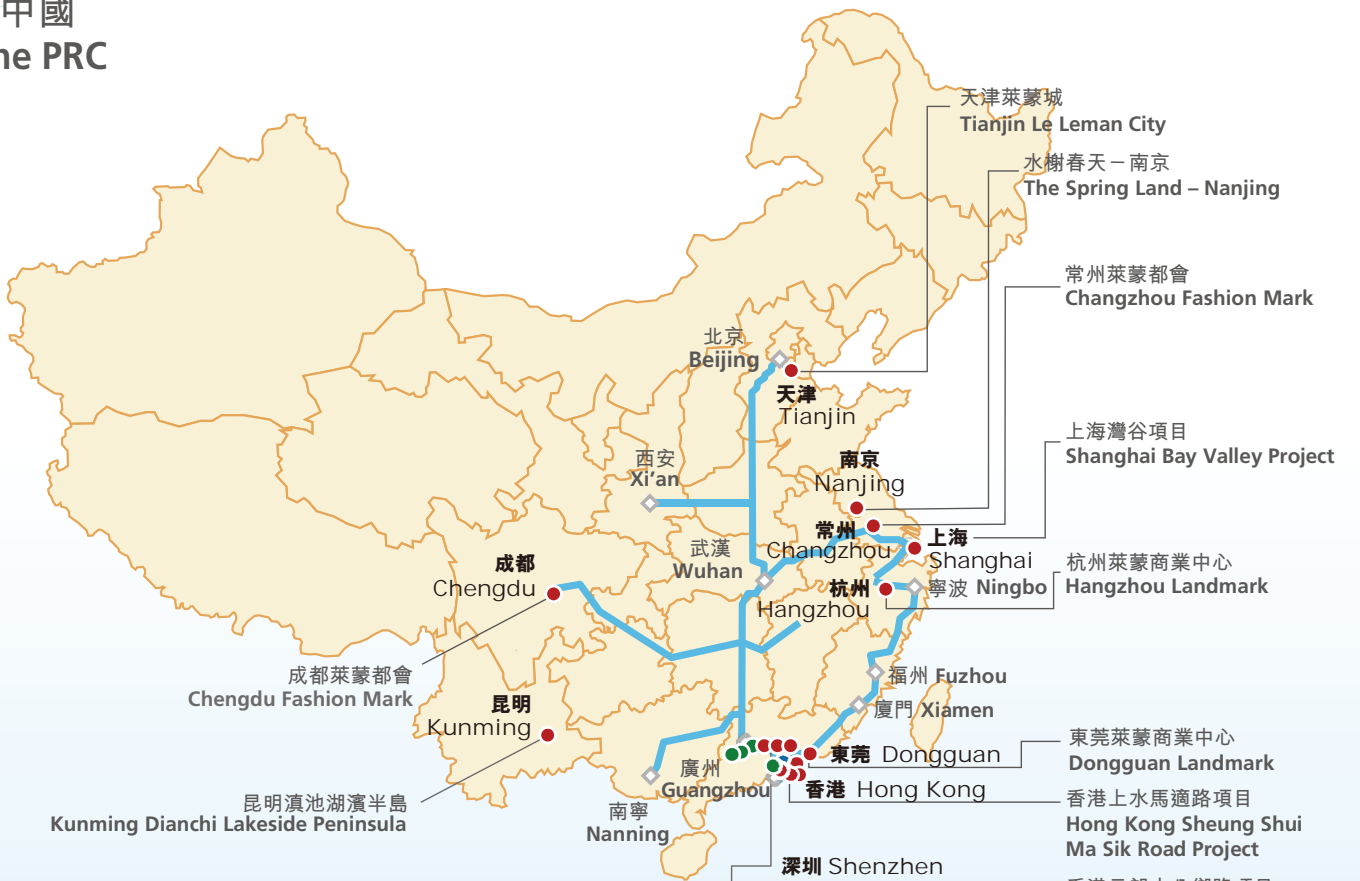 中國
he PRC
天津萊蒙城
Tianjin Le Leman City
水榭春天－南京
The Spring Land – Nanjing
常州萊蒙都會
Changzhou Fashion Mark
北京
Beijing
天津
Tianjin
上海灣谷項目
Shanghai Bay Valley Project
西安
Xi'an
南京
Nanjing
常州
Changzhou
上海
Shanghai
武漢
Wuhan
成都
Chengdu
杭州
Hangzhou
寧波 Ningbo
杭州萊蒙商業中心
Hangzhou Landmark
成都萊蒙都會
Chengdu Fashion Mark
福州 Fuzhou
昆明
Kunming
廈門 Xiamen
東莞 Dongguan
東莞萊蒙商業中心
Dongguan Landmark
廣州
Guangzhou
香港 Hong Kong
昆明滇池湖濱半島
Kunming Dianchi Lakeside Peninsula
南寧
Nanning
香港上水馬適路項目
Hong Kong Sheung Shui
Ma Sik Road Project
深圳 Shenzhen